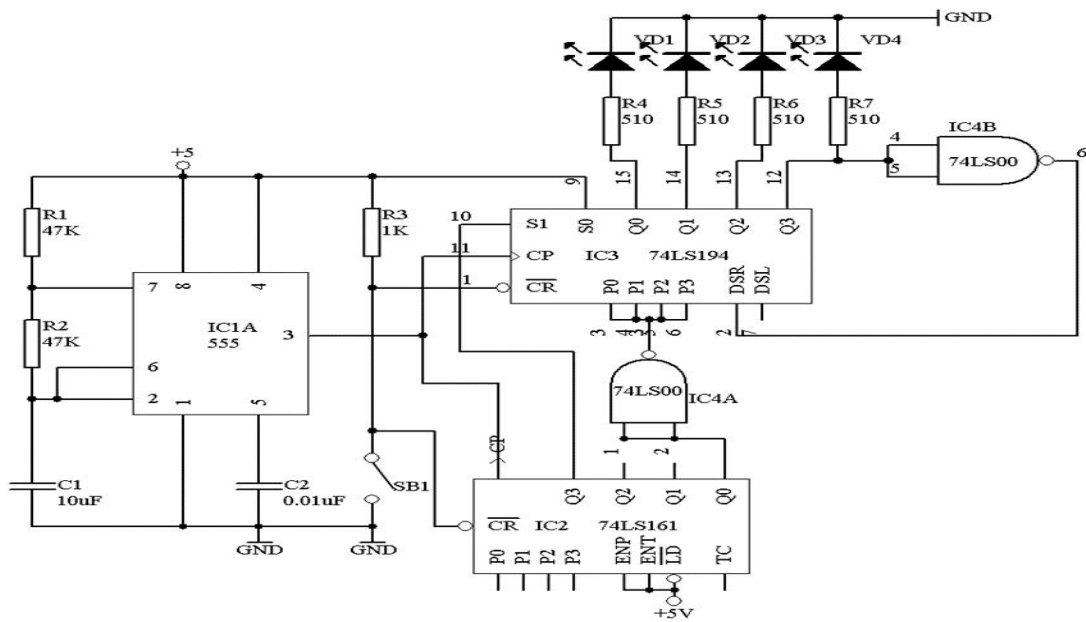 GND
VD1 VD2 VD3 VD4
R4 510
R5 510
R6 510
R7 510
IC4B
4
5
74LS00
6
+5
9 15 14 13 12
R1 47K
R3 1K
10 S1 S0 Q0 Q1 Q2 Q3
11 CP IC3 74LS194
1 CR P0 P1 P2 P3 DSR DSL
3 4 3 5 6 2 7
7 8 4
R2 47K
IC1A 555
3
6
2 1 5
74LS00
IC4A
C1 10uF
C2 0.01uF
SB1
GND GND
1 2
CP Q3 Q2 Q1 Q0
CR IC2 74LS161
P0 P1 P2 P3 ENP ENT LD TC
+5V